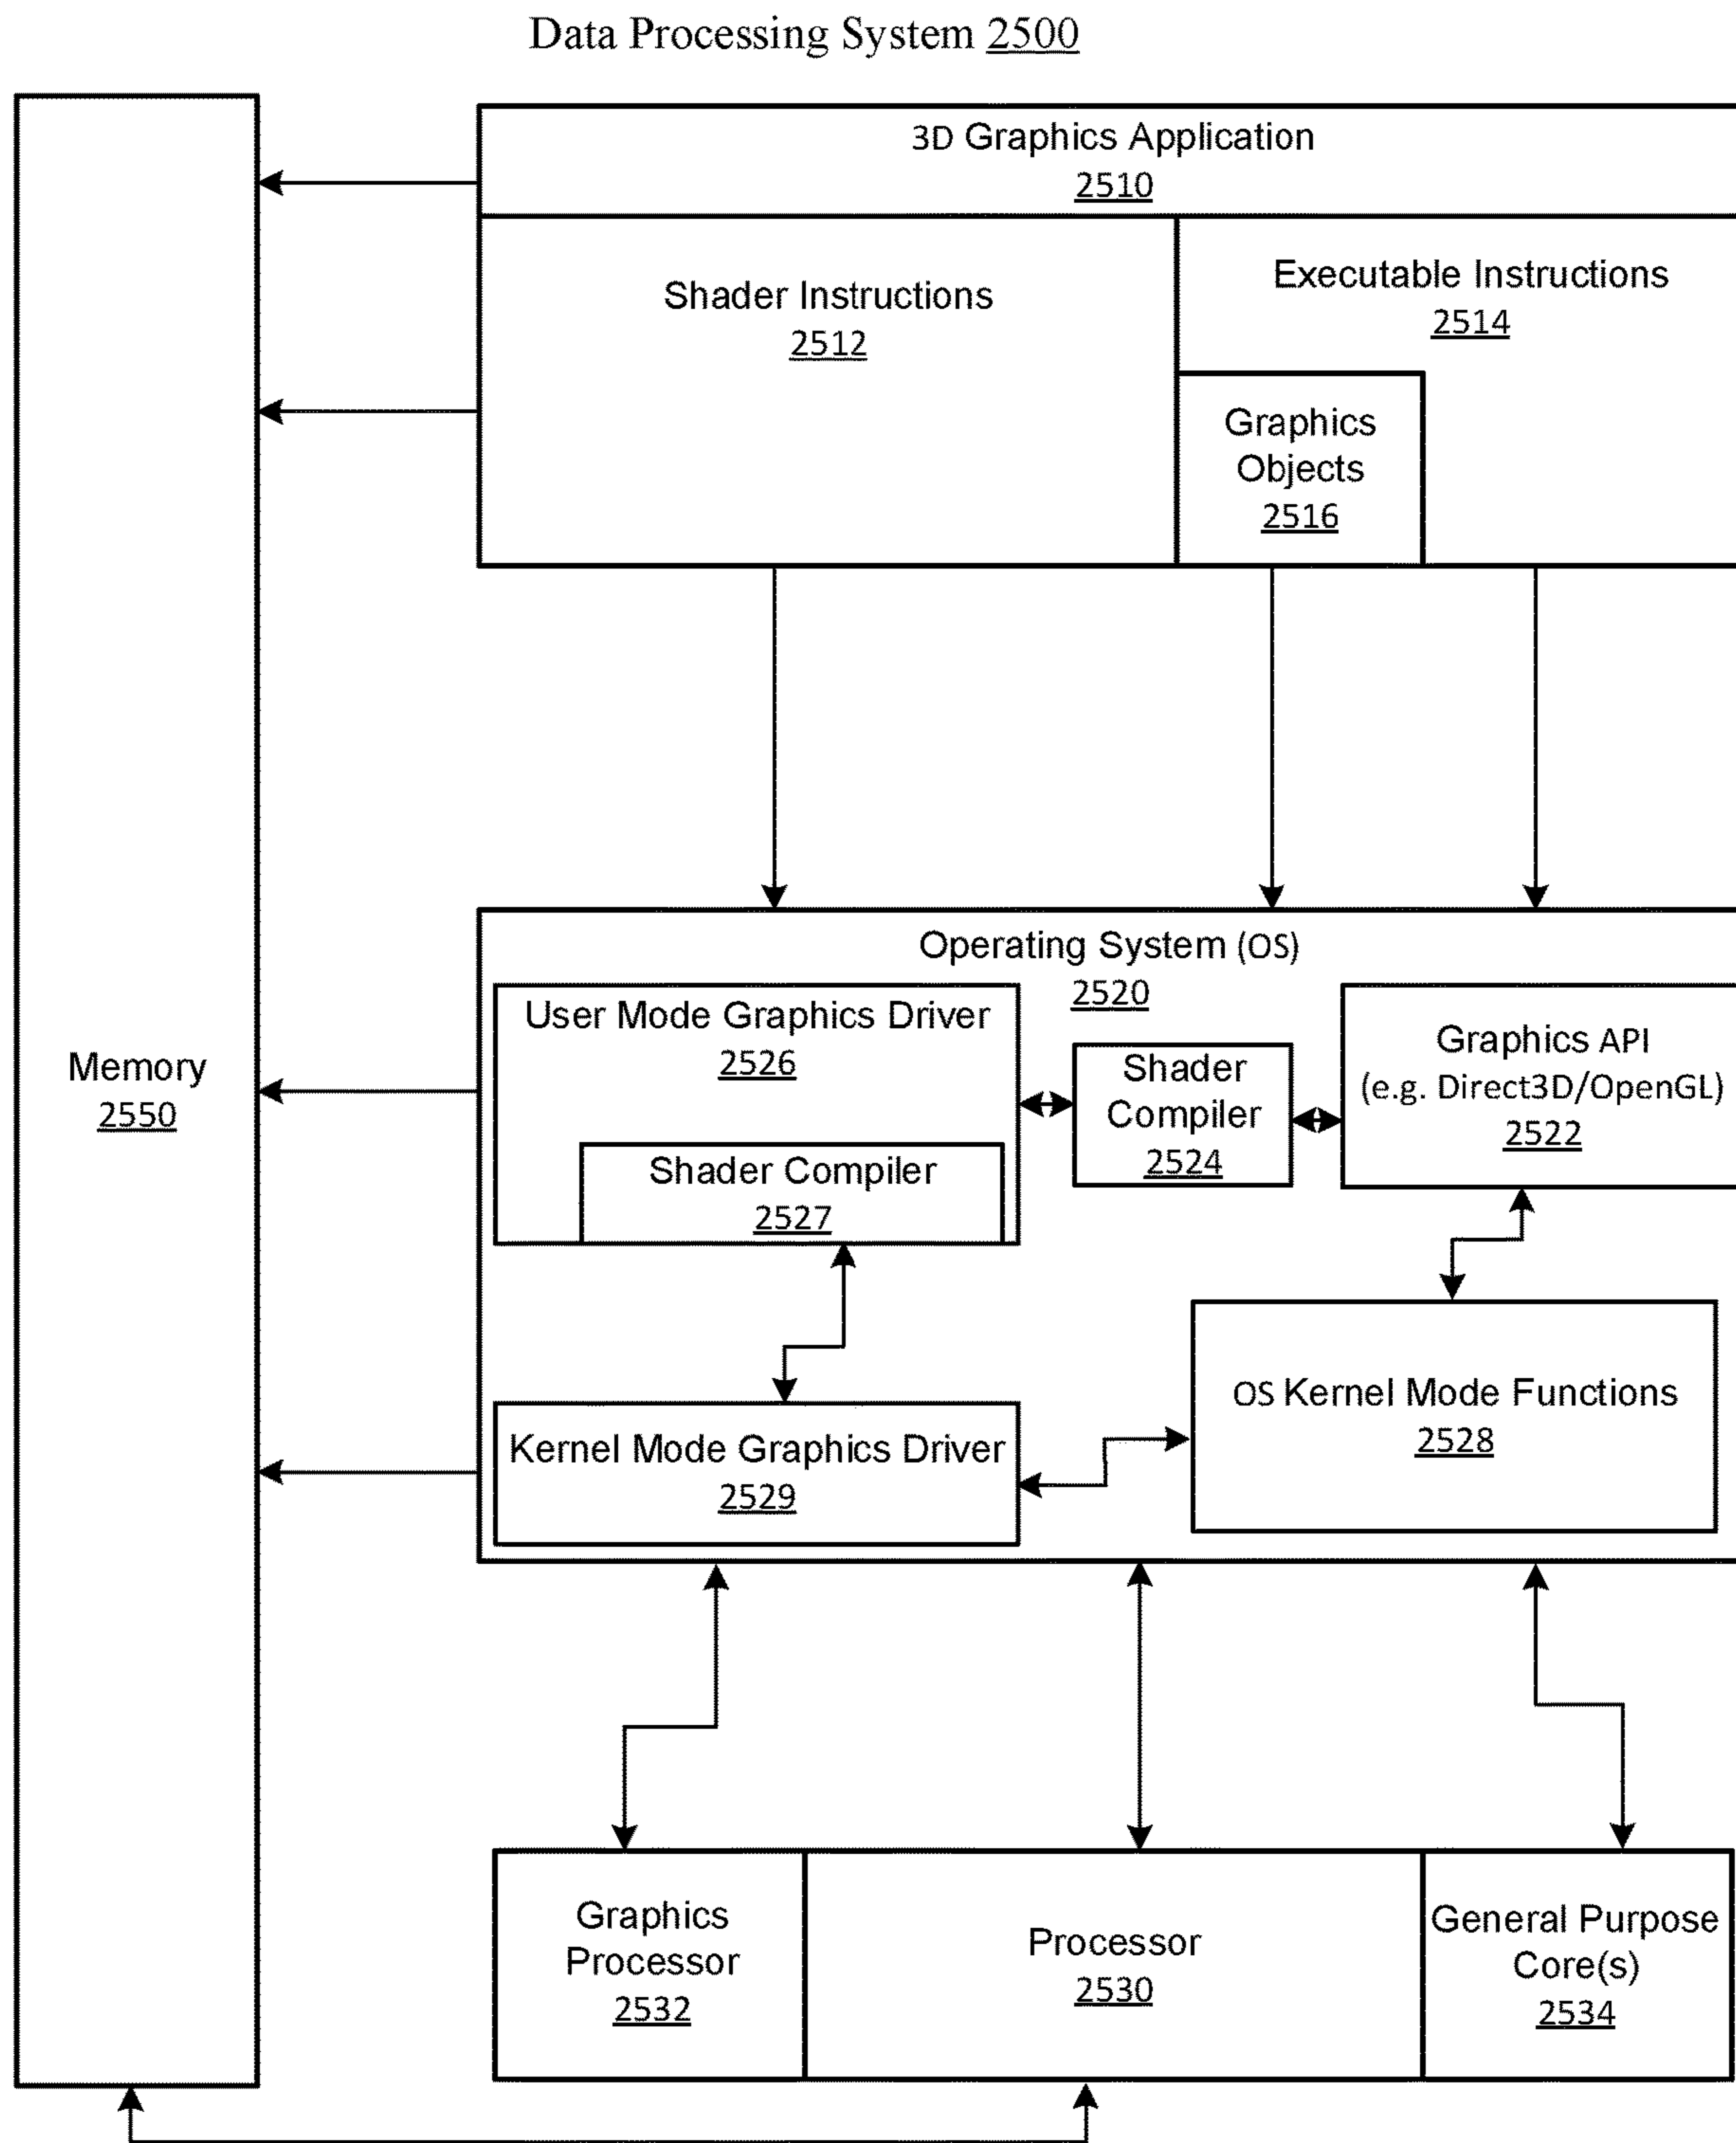 Data Processing System 2500
3D Graphics Application
2510
Shader Instructions
2512
Executable Instructions
2514
Graphics
Objects
2516
Operating System (OS)
2520
User Mode Graphics Driver
2526
Shader Compiler
2527
Shader
Compiler
2524
Graphics API
(e.g. Direct3D/OpenGL)
2522
Memory
2550
Kernel Mode Graphics Driver
2529
OS Kernel Mode Functions
2528
Graphics
Processor
2532
Processor
2530
General Purpose
Core(s)
2534